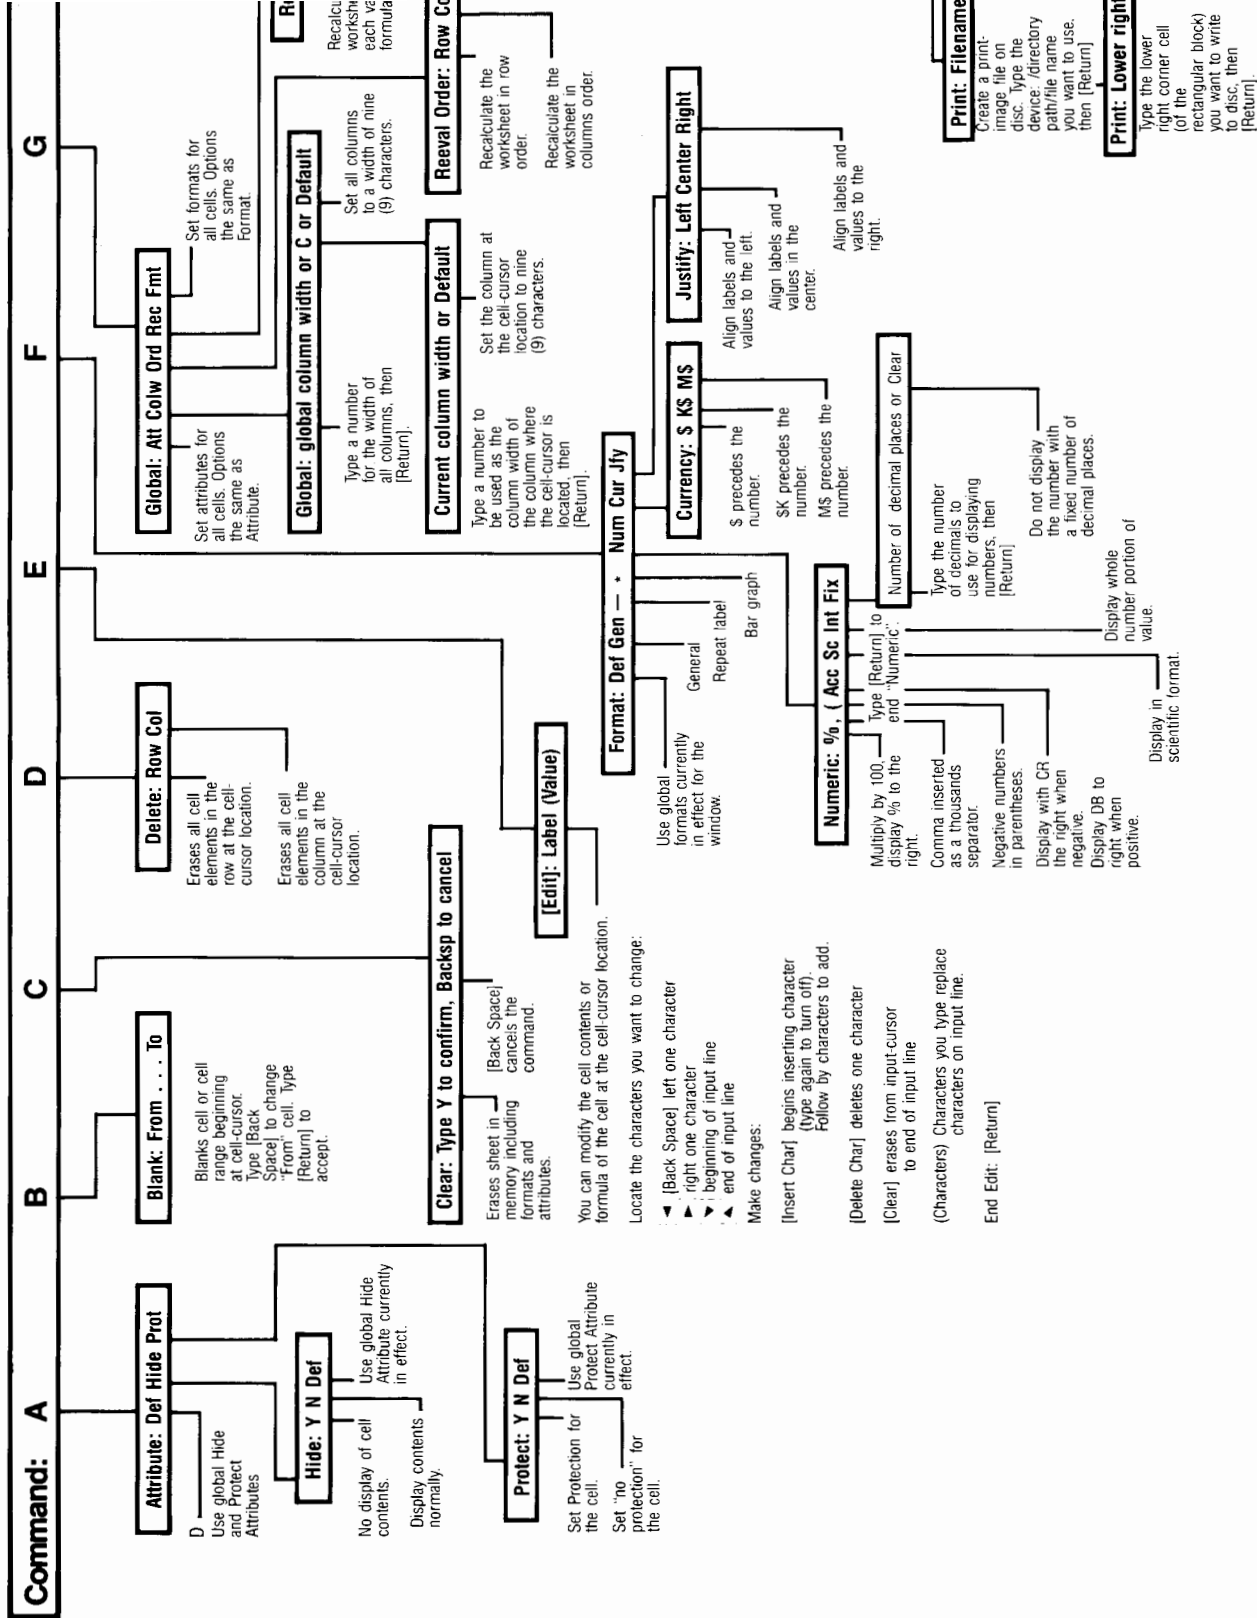 Command: A B C D E F G
Attribute: Def Hide Prot
D
Use global Hide
and Protect
Attributes
Hide: Y N Def
No display of cell
contents.
Display contents
normally.
Use global Hide
Attribute currently
in effect.
Protect: Y N Def
Set Protection for
the cell.
Set "no
protection" for
the cell.
Use global
Protect Attribute
currently in
effect.
Blank: From . . . To
Blanks cell or cell
range beginning
at cell-cursor.
Type [Back
Space] to change
"From" cell. Type
[Return] to
accept.
Clear: Type Y to confirm, Backsp to cancel
Erases sheet in
memory including
formats and
attributes.
[Back Space]
cancels the
command.
Delete: Row Col
Erases all cell
elements in the
row at the cell-
cursor location.
Erases all cell
elements in the
column at the
cell-cursor
location.
[Edit]: Label (Value)
You can modify the cell contents or
formula of the cell at the cell-cursor location.
Locate the characters you want to change:
◄ [Back Space] left one character
► right one character
▼ beginning of input line
▲ end of input line
Make changes:
[Insert Char] begins inserting character
(type again to turn off).
Follow by characters to add.
[Delete Char] deletes one character
[Clear] erases from input-cursor
to end of input line
(Characters) Characters you type replace
characters on input line.
End Edit: [Return]
Format: Def Gen — * Num Cur Jfy
Use global
formats currently
in effect for the
window.
General
Repeat label
Bar graph
Numeric: %, ( Acc Sc Int Fix
Multiply by 100,
display % to the
right.
Comma inserted
as a thousands
separator.
Negative numbers
in parentheses.
Display with CR
the right when
negative.
Display DB to
right when
positive.
Type [Return] to
end "Numeric".
Display in
scientific format.
Display whole
number portion of
value.
Number of decimal places or Clear
Type the number
of decimals to
use for displaying
numbers, then
[Return]
Do not display
the number with
a fixed number of
decimal places.
Currency: $ K$ M$
$ precedes the
number.
$K precedes the
number.
M$ precedes the
number.
Justify: Left Center Right
Align labels and
values to the left.
Align labels and
values in the
center.
Align labels and
values to the
right.
Global: Att Colw Ord Rec Fmt
Set attributes for
all cells. Options
the same as
Attribute.
Set formats for
all cells. Options
the same as
Format.
Global: global column width or C or Default
Type a number
for the width of
all columns, then
[Return].
Set all columns
to a width of nine
(9) characters.
Current column width or Default
Type a number to
be used as the
column width of
the column where
the cell-cursor is
located, then
[Return].
Set the column at
the cell-cursor
location to nine
(9) characters.
Reeval Order: Row Co
Recalculate the
worksheet in row
order.
Recalculate the
worksheet in
columns order.
Re
Recalcu
workshe
each va
formula
Print: Filename
Create a print-
image file on
disc. Type the
device: /directory
path/file name
you want to use.
then [Return]
Print: Lower right
Type the lower
right corner cell
(of the
rectangular block)
you want to write
to disc, then
[Return].